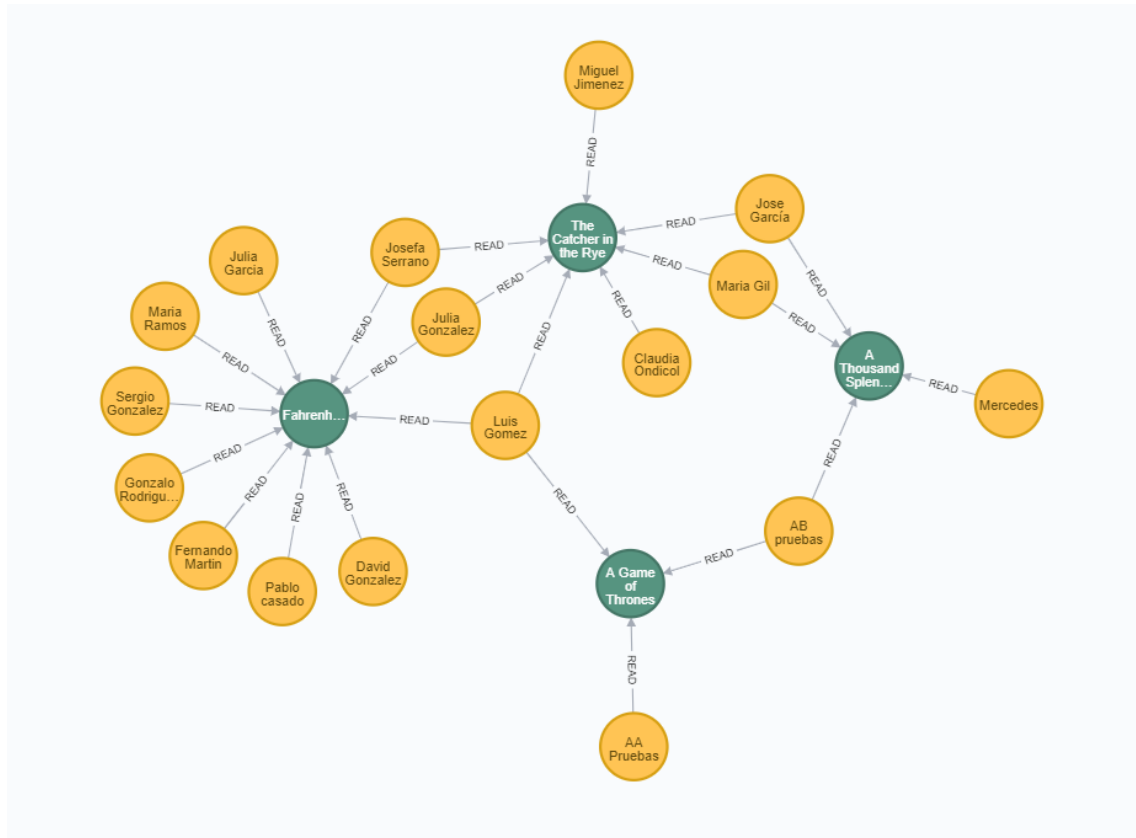 Miguel
Jimenez
READ
Jose
García
READ
The
Catcher in
the Rye
READ
Josefa
Serrano
READ
Julia
Garcia
READ
Maria Gil
READ
READ
Maria
Ramos
READ
READ
Julia
Gonzalez
READ
READ
READ
READ
READ
Claudia
Ondicol
A
Thousand
Splen…
READ
Mercedes
Sergio
Gonzalez
READ
Fahrenh…
READ
Luis
Gomez
READ
Gonzalo
Rodrigu…
READ
READ
READ
READ
READ
READ
AB
pruebas
READ
Fernando
Martin
Pablo
casado
David
Gonzalez
A Game
of
Thrones
READ
AA
Pruebas